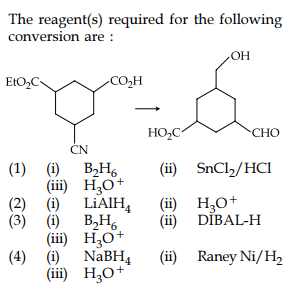 The reagent(s) required for the following
conversion are :
OH
EtO₂C
CO₂H
HO₂C
CHO
CN
(1) (i) B₂H₆ (ii) SnCl₂/HCl
(iii) H₃O⁺
(2) (i) LiAlH₄ (ii) H₃O⁺
(3) (i) B₂H₆ (ii) DIBAL-H
(iii) H₃O⁺
(4) (i) NaBH₄ (ii) Raney Ni/H₂
(iii) H₃O⁺